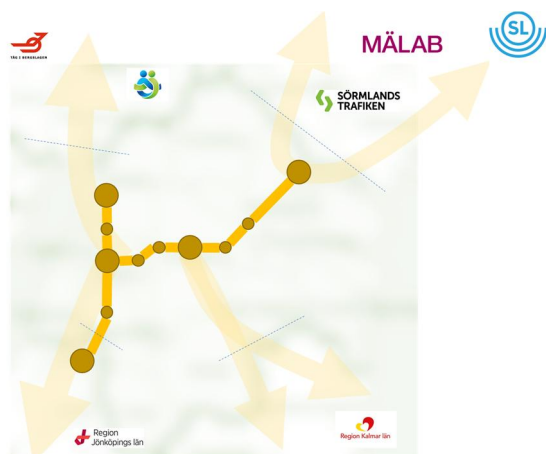 TÅG I BERGSLAGEN
MÄLAB
SL
SÖRMLANDS
TRAFIKEN
Region
Jönköpings län
Region Kalmar län